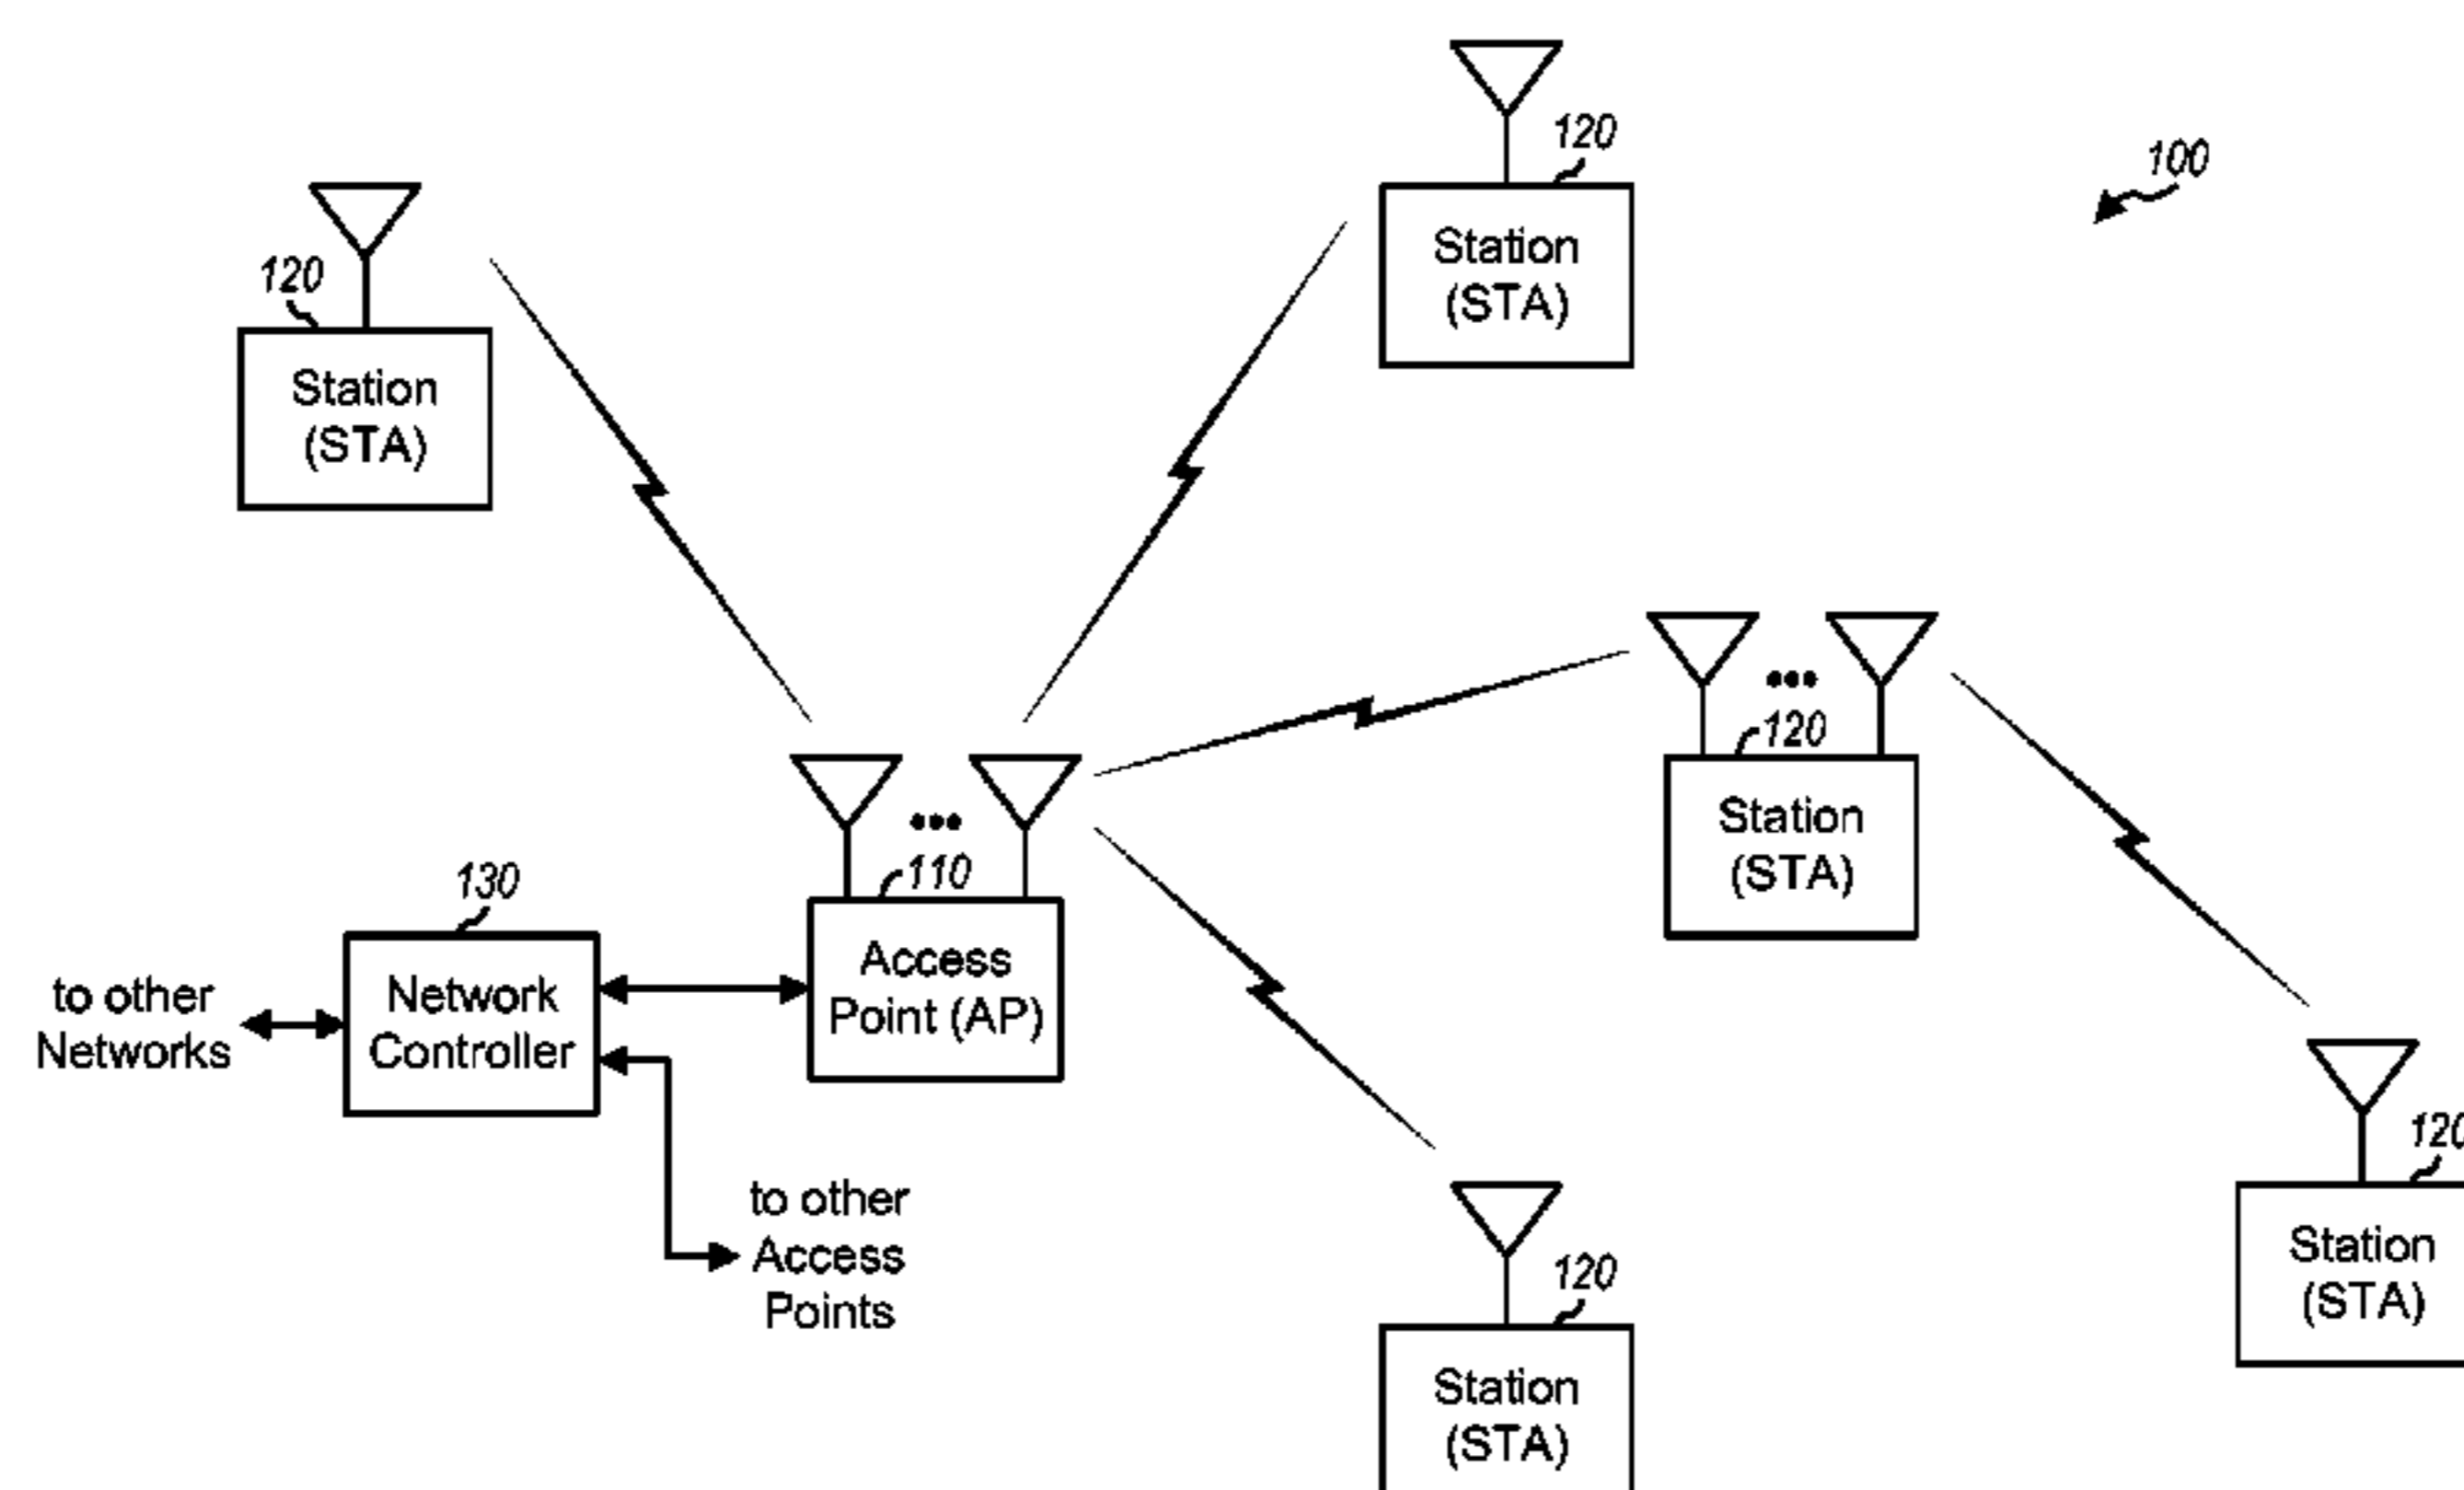 120
Station
(STA)
100
120
Station
(STA)
•••
120
Station
(STA)
•••
110
Access
Point (AP)
130
Network
Controller
to other
Networks
to other
Access
Points
120
Station
(STA)
120
Station
(STA)